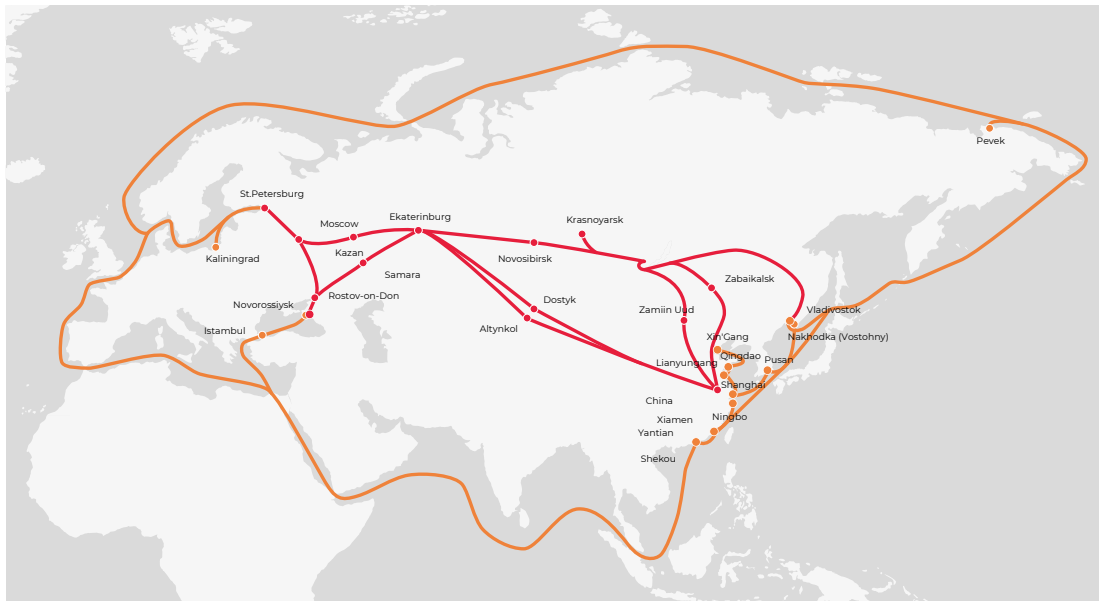 Pevek
St.Petersburg
Ekaterinburg
Krasnoyarsk
Moscow
Kazan
Kaliningrad
Novosibirsk
Samara
Zabaikalsk
Rostov-on-Don
Dostyk
Novorossiysk
Zamiin Uud
Vladivostok
Istambul
Altynkol
Xin'Gang
Nakhodka (Vostohny)
Qingdao
Pusan
Lianyungang
Shanghai
China
Ningbo
Xiamen
Yantian
Shekou